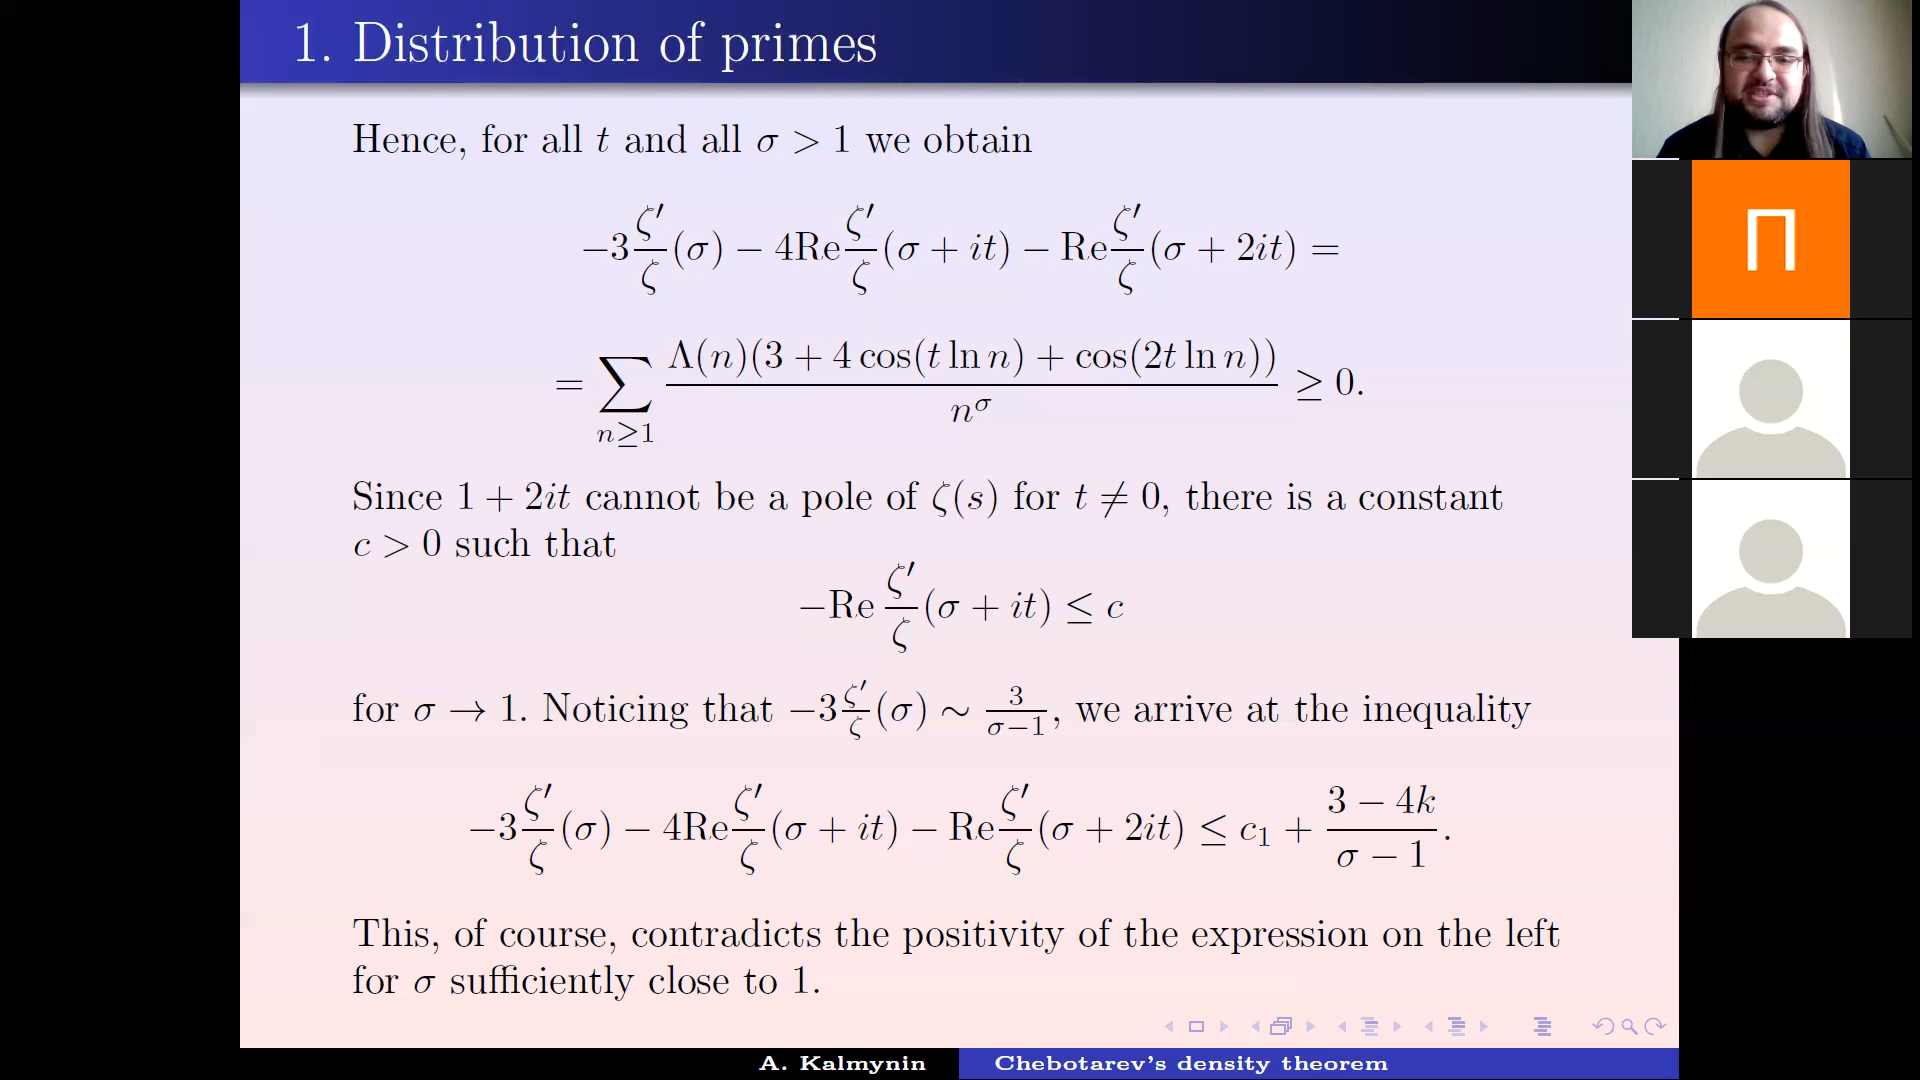 1. Distribution of primes
Hence, for all t and all σ > 1 we obtain
−3 ζ′/ζ (σ) − 4Re ζ′/ζ (σ + it) − Re ζ′/ζ (σ + 2it) =
= ∑_{n≥1} Λ(n)(3 + 4 cos(t ln n) + cos(2t ln n)) / n^σ ≥ 0.
Since 1 + 2it cannot be a pole of ζ(s) for t ≠ 0, there is a constant
c > 0 such that
−Re ζ′/ζ (σ + it) ≤ c
for σ → 1. Noticing that −3 ζ′/ζ (σ) ∼ 3/(σ−1), we arrive at the inequality
−3 ζ′/ζ (σ) − 4Re ζ′/ζ (σ + it) − Re ζ′/ζ (σ + 2it) ≤ c₁ + (3 − 4k)/(σ − 1).
This, of course, contradicts the positivity of the expression on the left
for σ sufficiently close to 1.
A. Kalmynin Chebotarev's density theorem
П